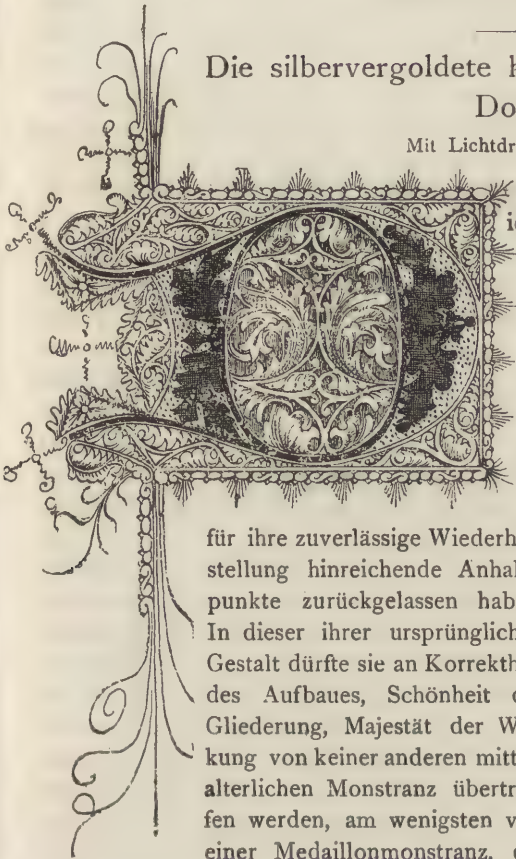 Die silbervergoldete
Do
Mit Lichtdr
D
ie
für ihre zuverlässige Wiederh
stellung hinreichende Anhal
punkte zurückgelassen hab
In dieser ihrer ursprünglich
Gestalt dürfte sie an Korrekth
des Aufbaues, Schönheit
Gliederung, Majestät der W
kung von keiner anderen mitt
alterlichen Monstranz übertr
fen werden, am wenigsten v
einer Medaillonmonstranz,